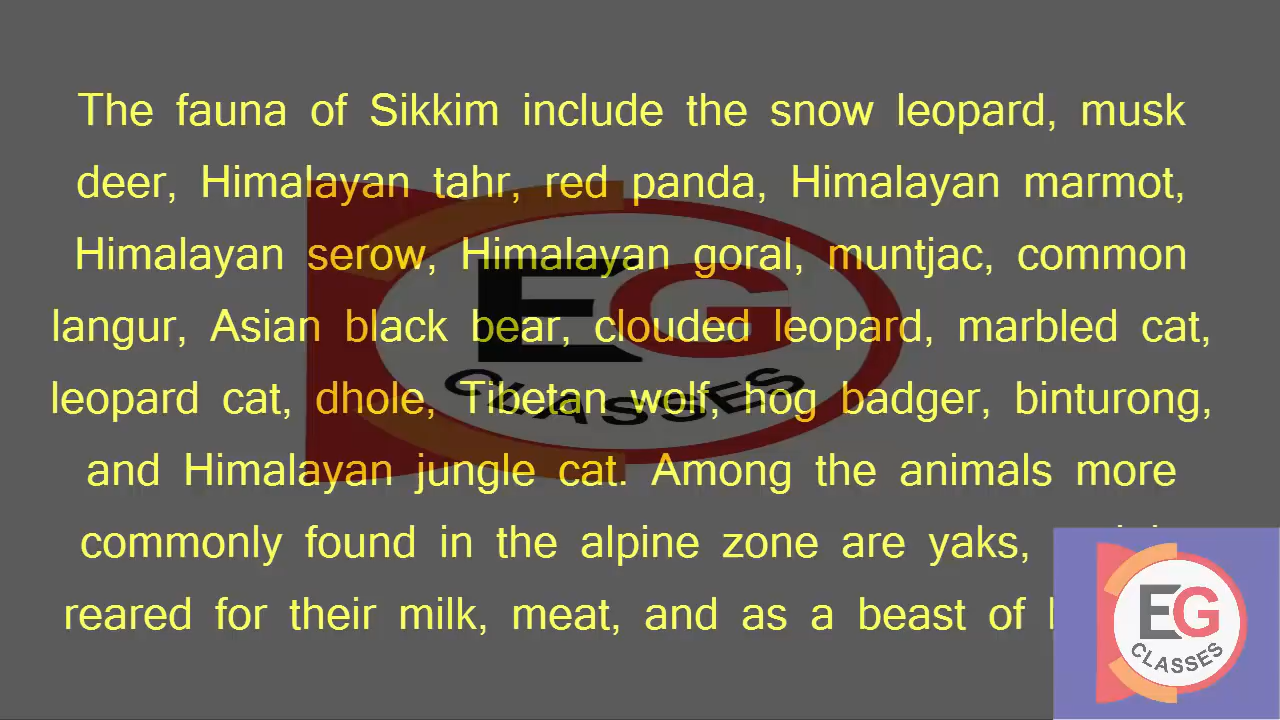 The fauna of Sikkim include the snow leopard, musk
deer, Himalayan tahr, red panda, Himalayan marmot,
Himalayan serow, Himalayan goral, muntjac, common
langur, Asian black bear, clouded leopard, marbled cat,
leopard cat, dhole, Tibetan wolf, hog badger, binturong,
and Himalayan jungle cat. Among the animals more
commonly found in the alpine zone are yaks,
reared for their milk, meat, and as a beast of
EG
CLASSES
EG
CLASSES